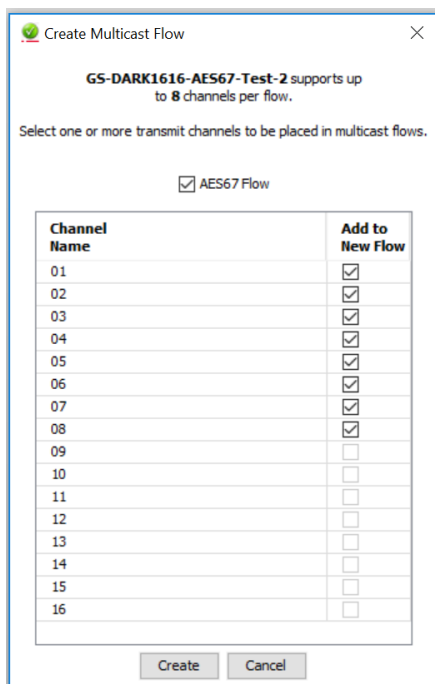 Create Multicast Flow
GS-DARK1616-AES67-Test-2 supports up
to 8 channels per flow.
Select one or more transmit channels to be placed in multicast flows.
AES67 Flow
Channel Name
Add to New Flow
01
02
03
04
05
06
07
08
09
10
11
12
13
14
15
16
Create
Cancel